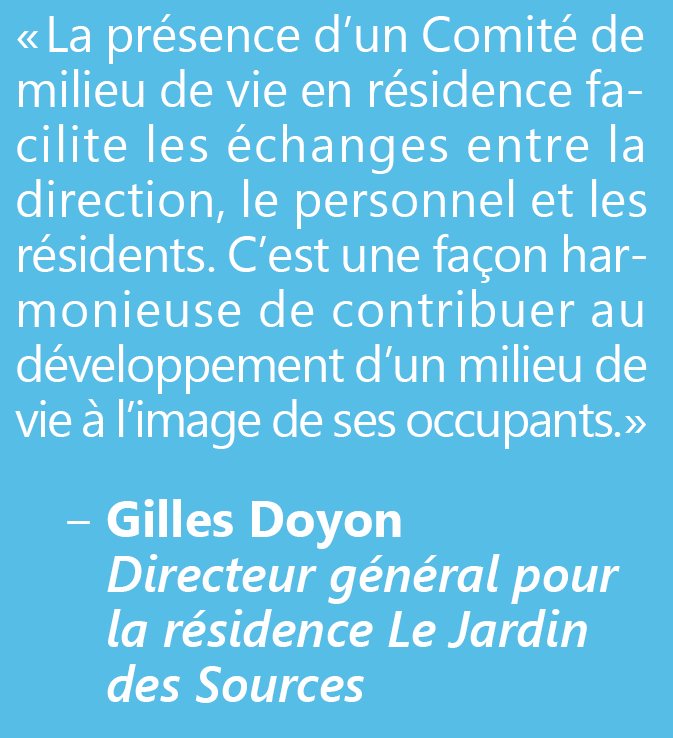 « La présence d’un Comité de
milieu de vie en résidence fa-
cilite les échanges entre la
direction, le personnel et les
résidents. C’est une façon har-
monieuse de contribuer au
développement d’un milieu de
vie à l’image de ses occupants.»
– Gilles Doyon
Directeur général pour
la résidence Le Jardin
des Sources